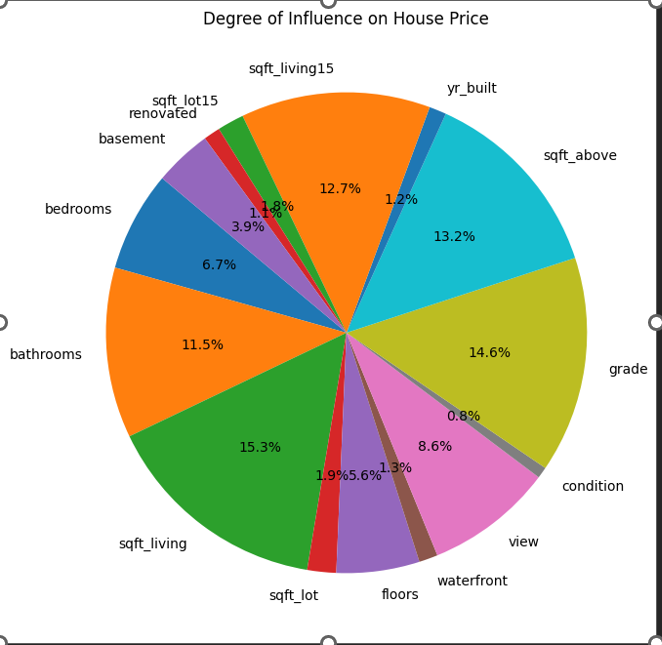 Degree of Influence on House Price
sqft_living15
yr_built
sqft_lot15
renovated
basement
sqft_above
bedrooms
12.7%
1.2%
1.8%
1.1%
3.9%
13.2%
6.7%
11.5%
14.6%
bathrooms
grade
0.8%
15.3%
8.6%
1.9%
5.6%
1.3%
condition
sqft_living
view
waterfront
sqft_lot
floors